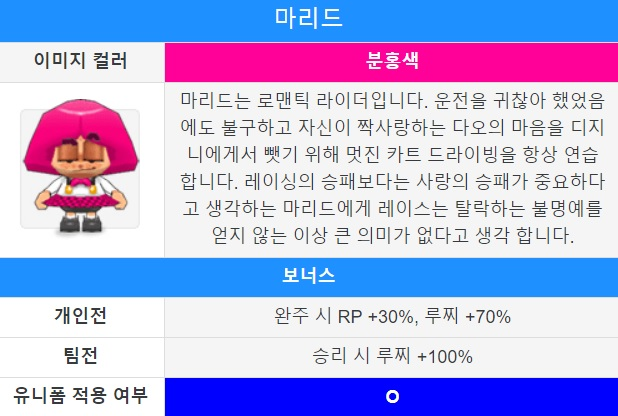 마리드
이미지 컬러
분홍색
마리드는 로맨틱 라이더입니다. 운전을 귀찮아 했었음
에도 불구하고 자신이 짝사랑하는 다오의 마음을 디지
니에게서 뺏기 위해 멋진 카트 드라이빙을 항상 연습
합니다. 레이싱의 승패보다는 사랑의 승패가 중요하다
고 생각하는 마리드에게 레이스는 탈락하는 불명예를
얻지 않는 이상 큰 의미가 없다고 생각 합니다.
보너스
개인전
완주 시 RP +30%, 루찌 +70%
팀전
승리 시 루찌 +100%
유니폼 적용 여부
O